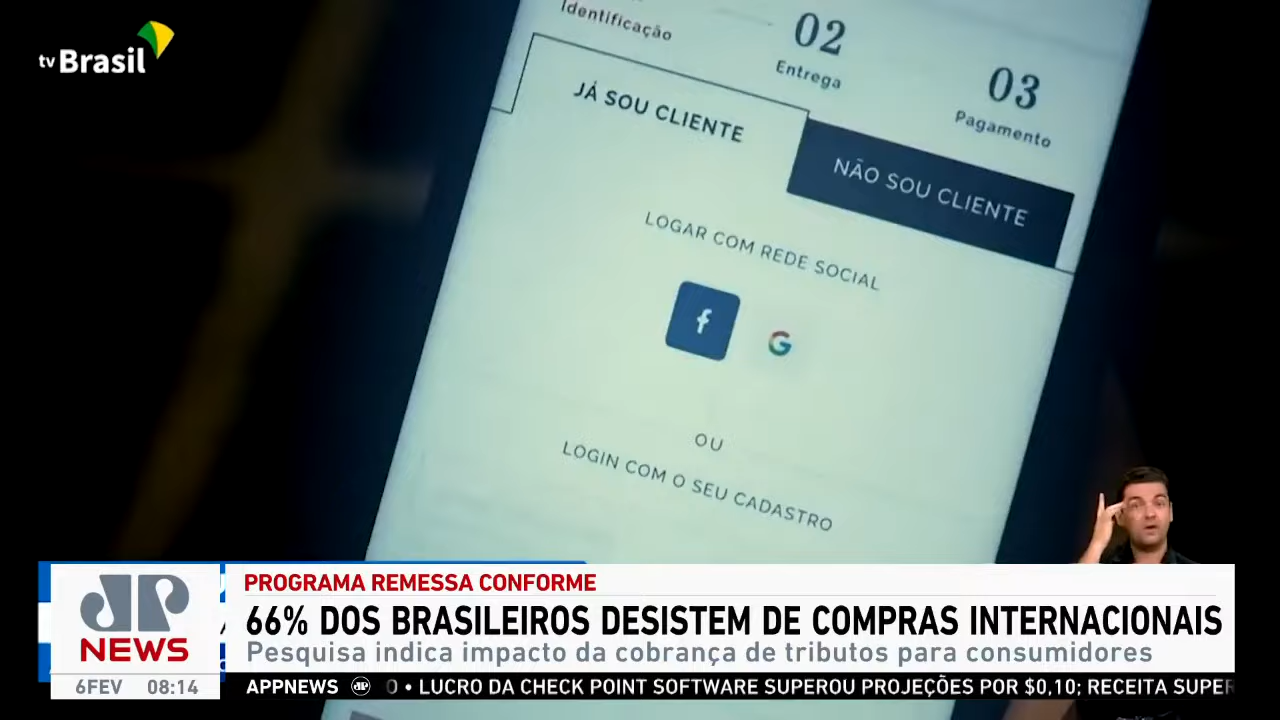 tv Brasil
Identificação
02
Entrega
03
Pagamento
JÁ SOU CLIENTE
NÃO SOU CLIENTE
LOGAR COM REDE SOCIAL
f
G
OU
LOGIN COM O SEU CADASTRO
JP
NEWS
PROGRAMA REMESSA CONFORME
66% DOS BRASILEIROS DESISTEM DE COMPRAS INTERNACIONAIS
Pesquisa indica impacto da cobrança de tributos para consumidores
6FEV 08:14
APPNEWS JP 0 • LUCRO DA CHECK POINT SOFTWARE SUPEROU PROJEÇÕES POR $0,10; RECEITA SUPER